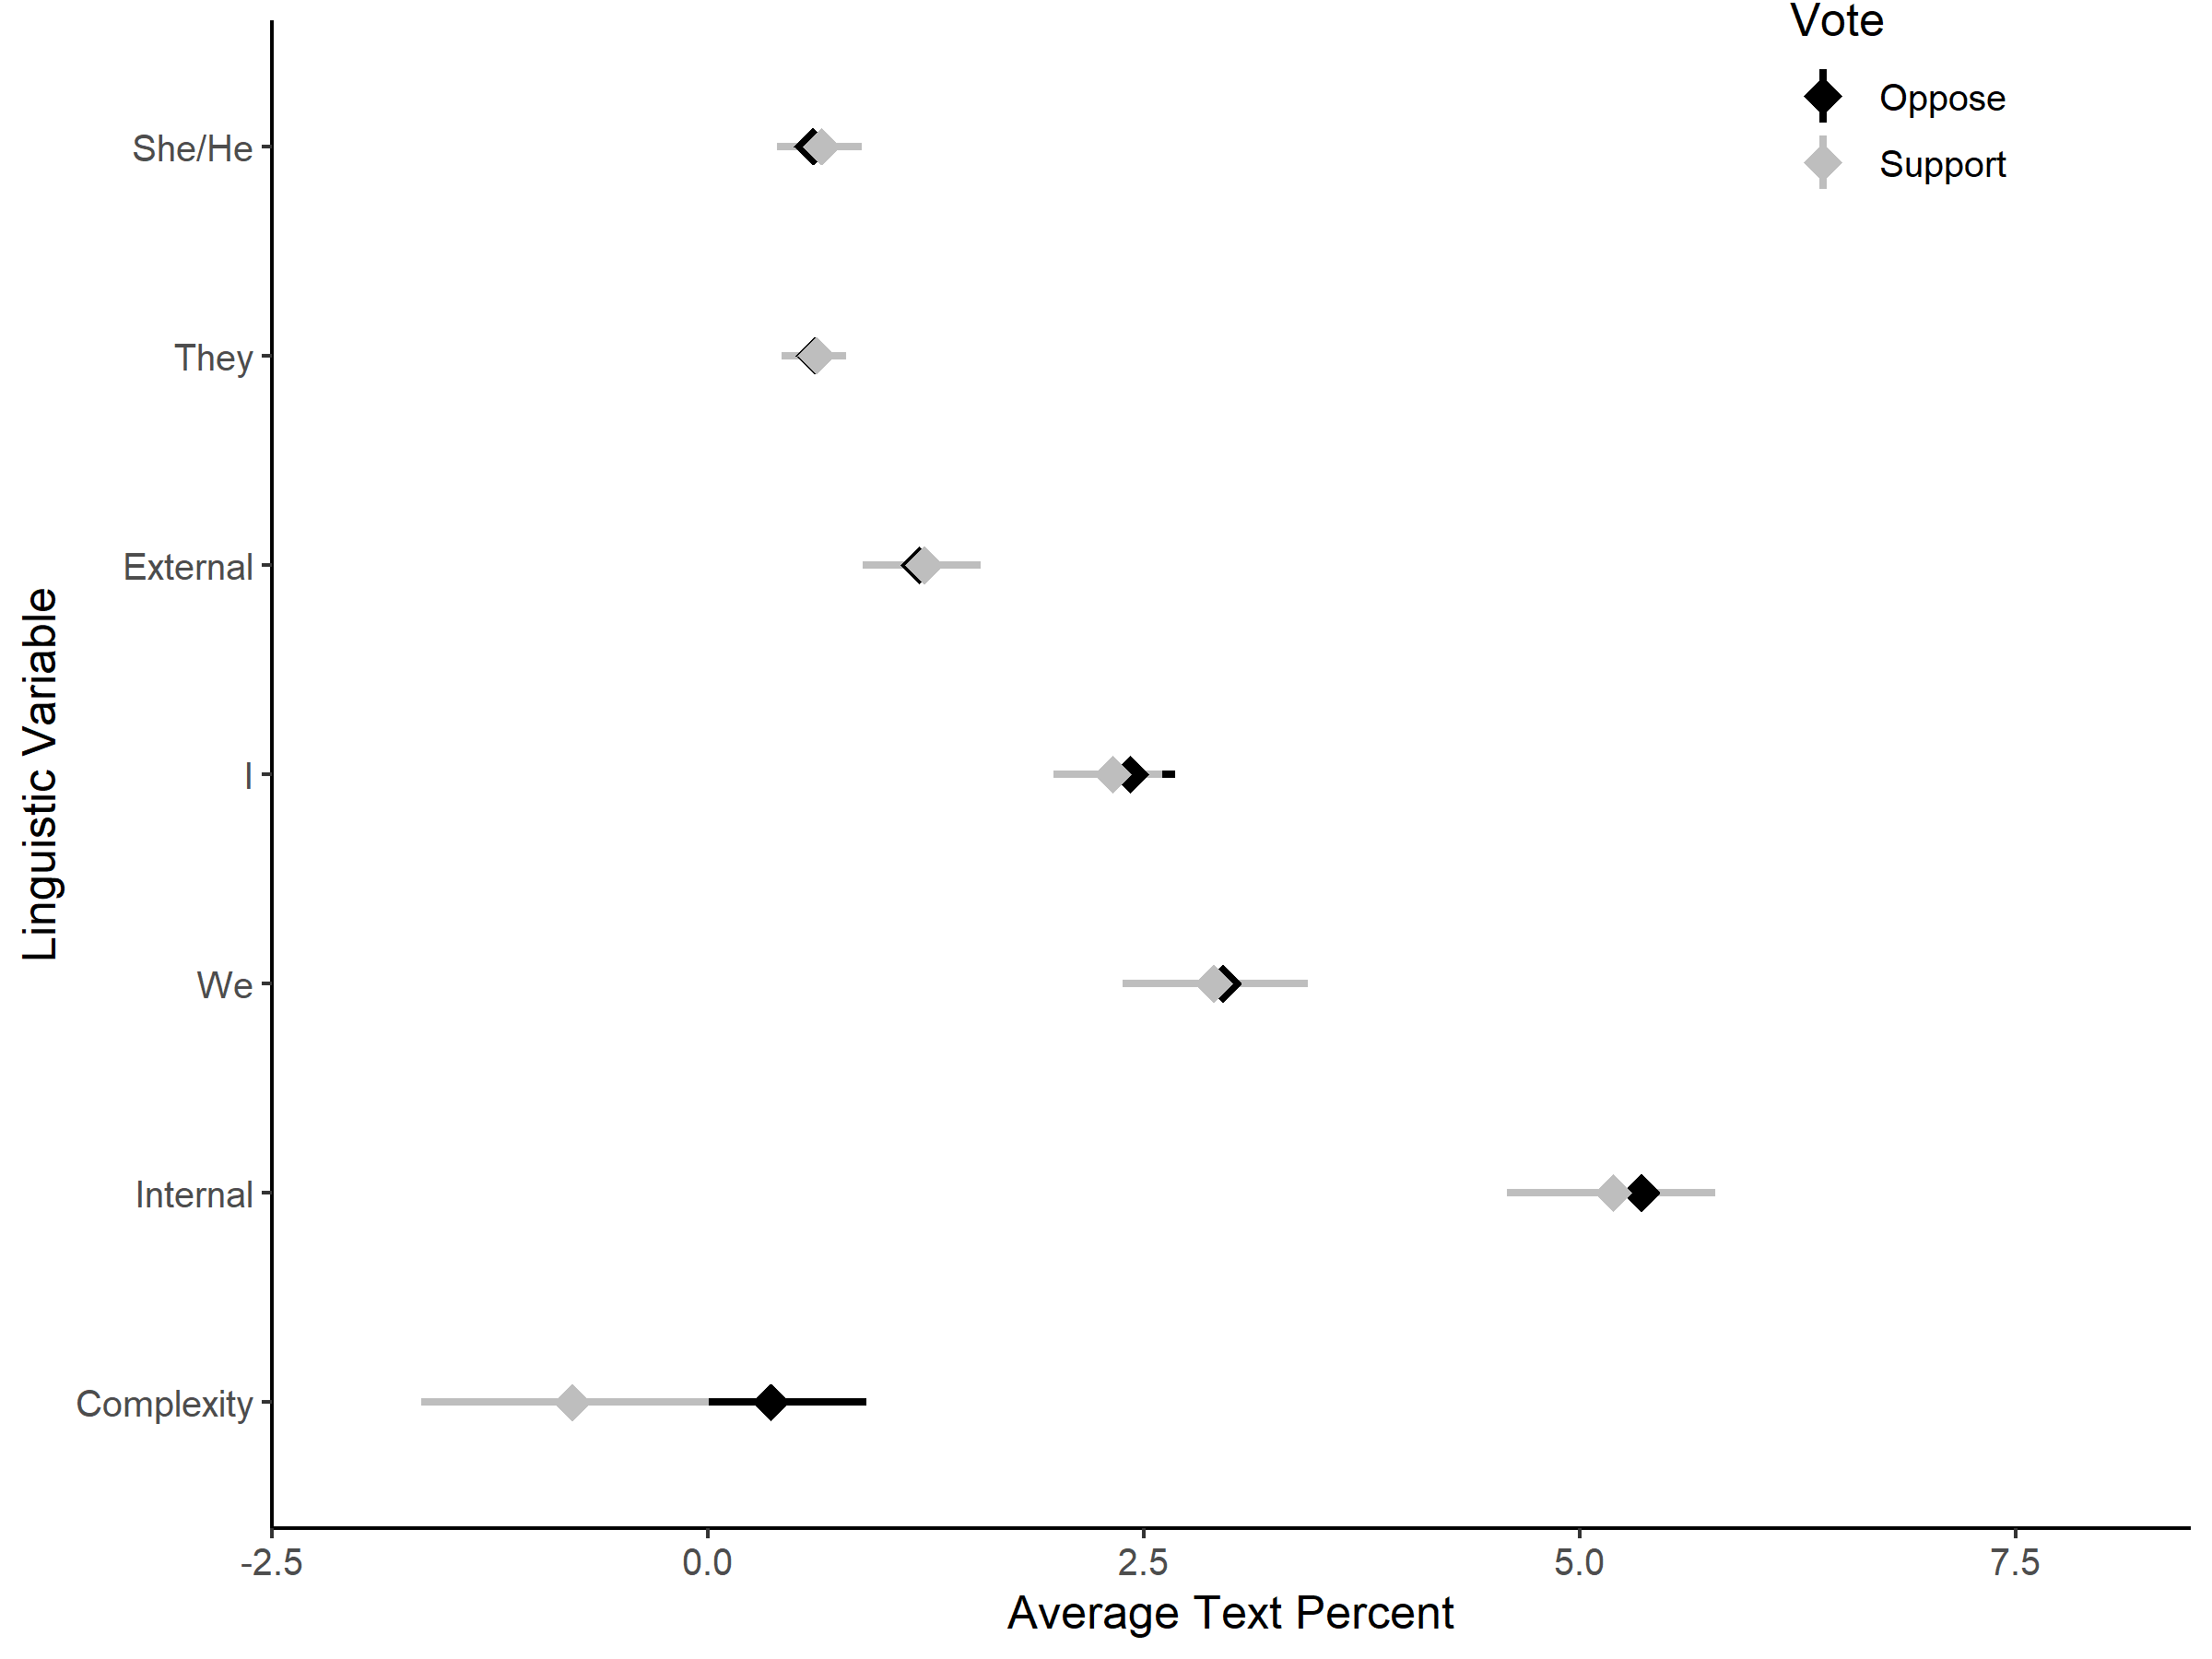 Vote
Oppose
Support
She/He
They
External
I
We
Internal
Complexity
Linguistic Variable
-2.5
0.0
2.5
5.0
7.5
Average Text Percent